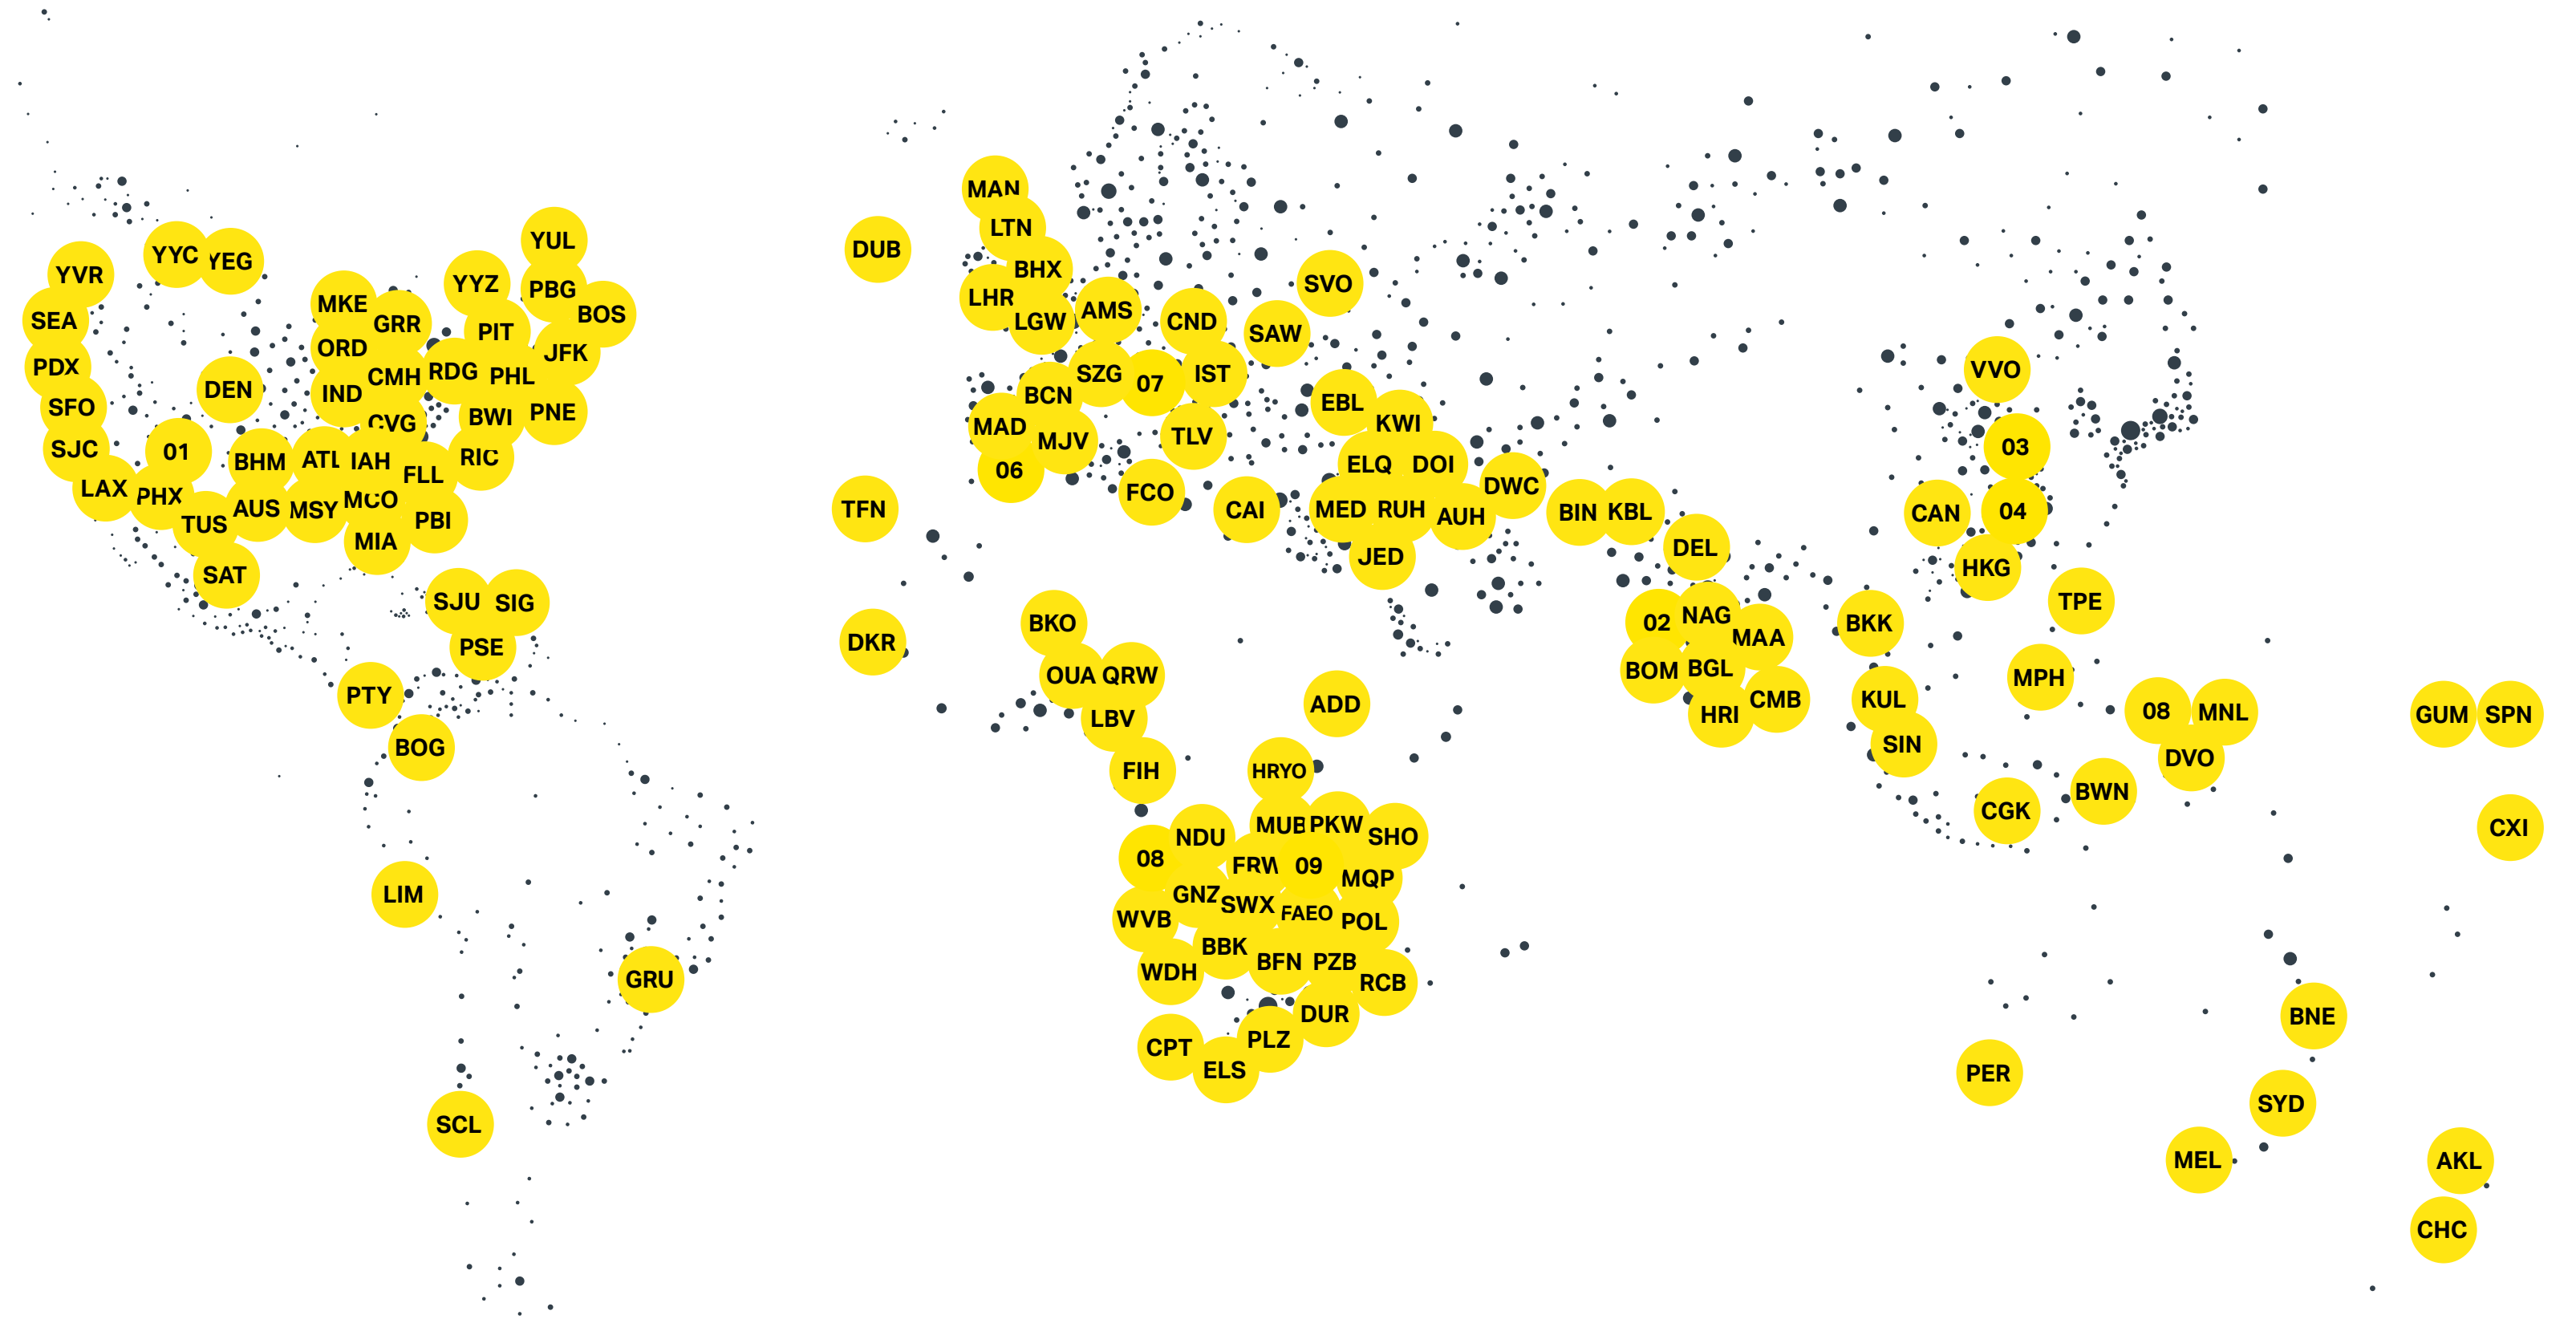 MAN
LTN
YUL
DUB
YYC YEG
BHX
YVR
YYZ
PBG
SVO
LHR
MKE
BOS
AMS
SEA
GRR
LGW
CND
PIT
SAW
ORD
JFK
PDX
VVO
CMH
RDG
PHL
SZG
07
IST
DEN
IND
BCN
EBL
SFO
PNE
BWI
CVG
KWI
MAD
TLV
MJV
03
SJC
01
BHM
ATL
IAH
RIC
ELQ
DOI
06
FLL
LAX
PHX
DWC
FCO
MCO
TFN
AUS
MSY
CAI
MED
RUH
AUH
BIN
KBL
CAN
04
TUS
PBI
MIA
DEL
JED
HKG
SAT
SJU
SIG
TPE
BKO
02
NAG
BKK
MAA
DKR
PSE
OUA
QRW
BOM
BGL
MPH
PTY
ADD
KUL
CMB
LBV
HRI
08
MNL
GUM
SPN
BOG
SIN
DVO
FIH
HRYO
BWN
CGK
MUB
PKW
CXI
NDU
SHO
08
FRW
09
MQP
LIM
GNZ
SWX
FAEO
WVB
POL
BBK
BFN
PZB
WDH
GRU
RCB
DUR
BNE
PLZ
CPT
ELS
PER
SYD
SCL
MEL
AKL
CHC